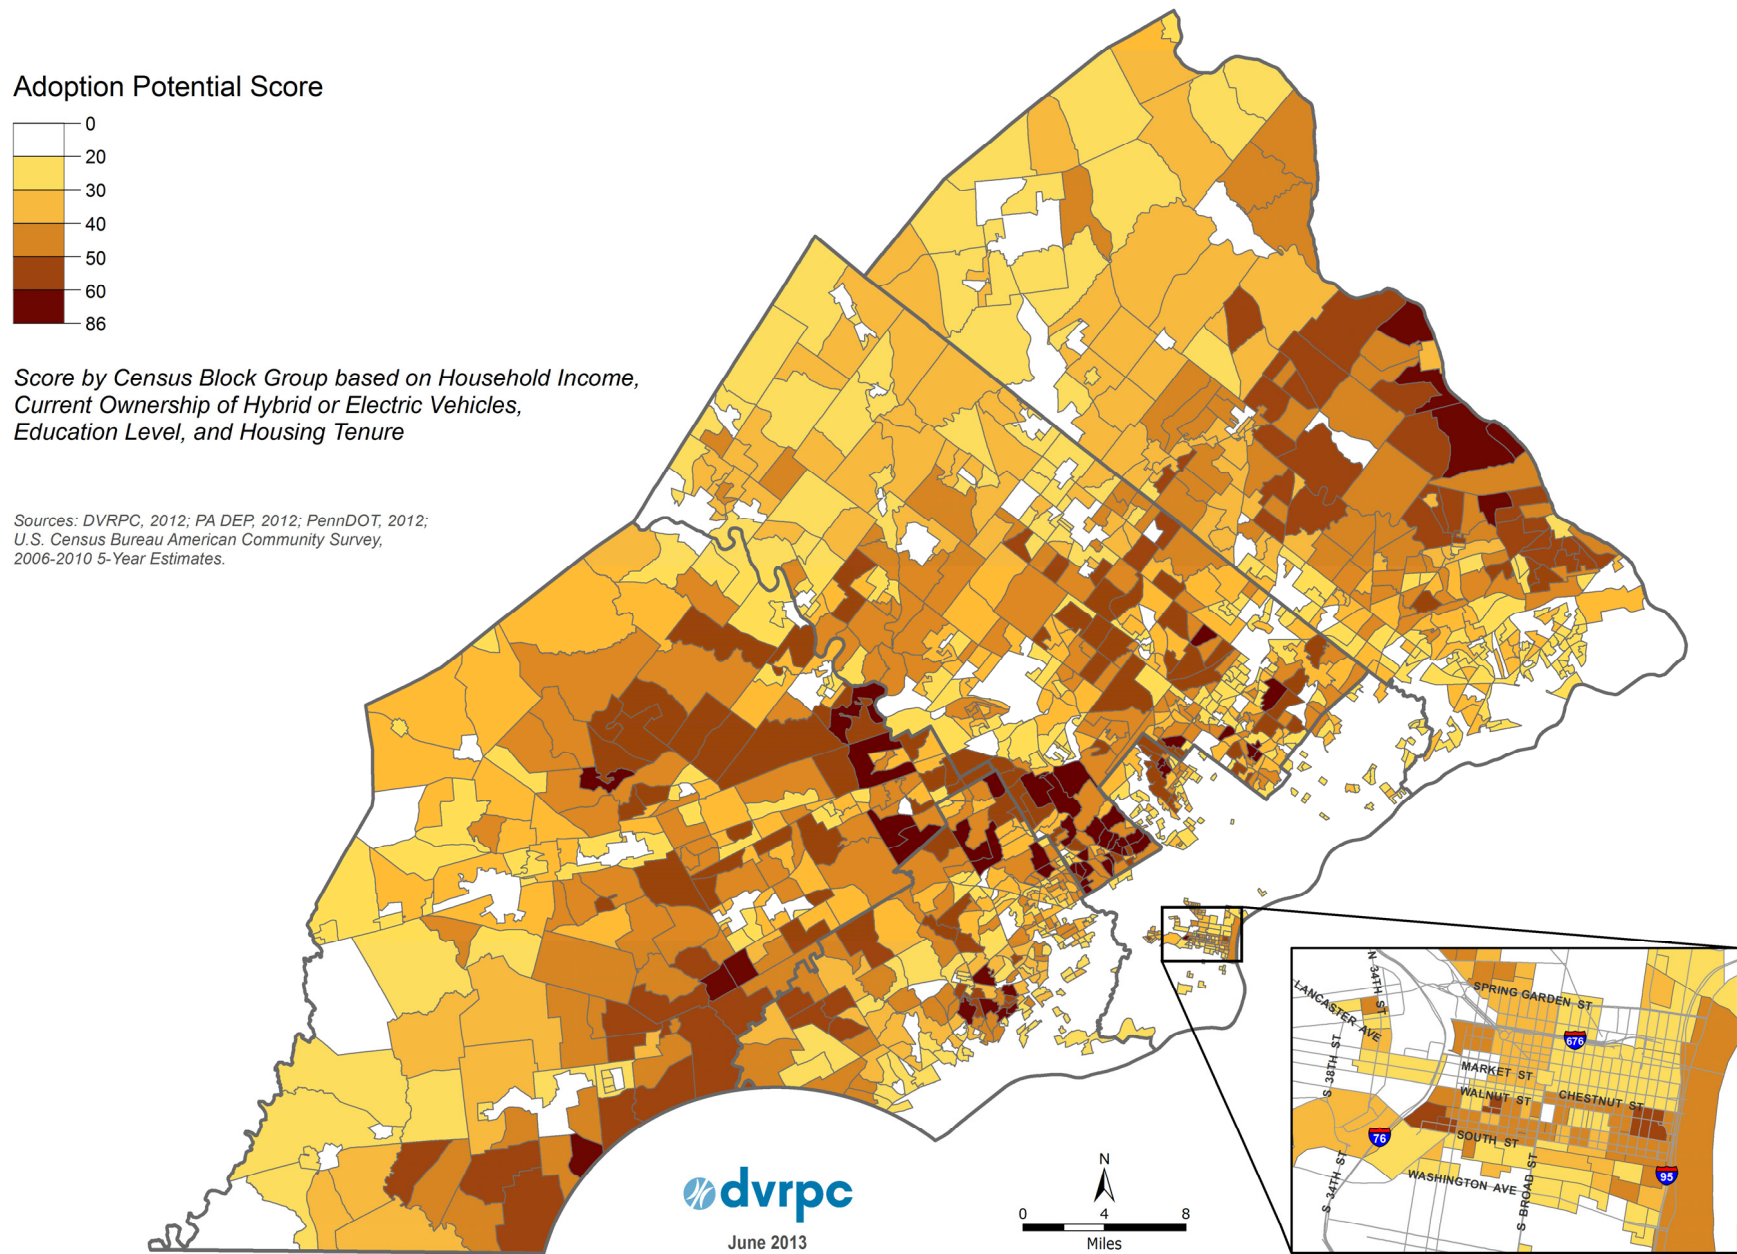 Adoption Potential Score
0
20
30
40
50
60
86
Score by Census Block Group based on Household Income,
Current Ownership of Hybrid or Electric Vehicles,
Education Level, and Housing Tenure
Sources: DVRPC, 2012; PA DEP, 2012; PennDOT, 2012;
U.S. Census Bureau American Community Survey,
2006-2010 5-Year Estimates.
N 34TH ST
LANCASTER AVE
SPRING GARDEN ST
676
S 38TH ST
MARKET ST
WALNUT ST
CHESTNUT ST
76
SOUTH ST
95
S 34TH ST
WASHINGTON AVE
S BROAD ST
dvrpc
June 2013
N
0 4 8
Miles